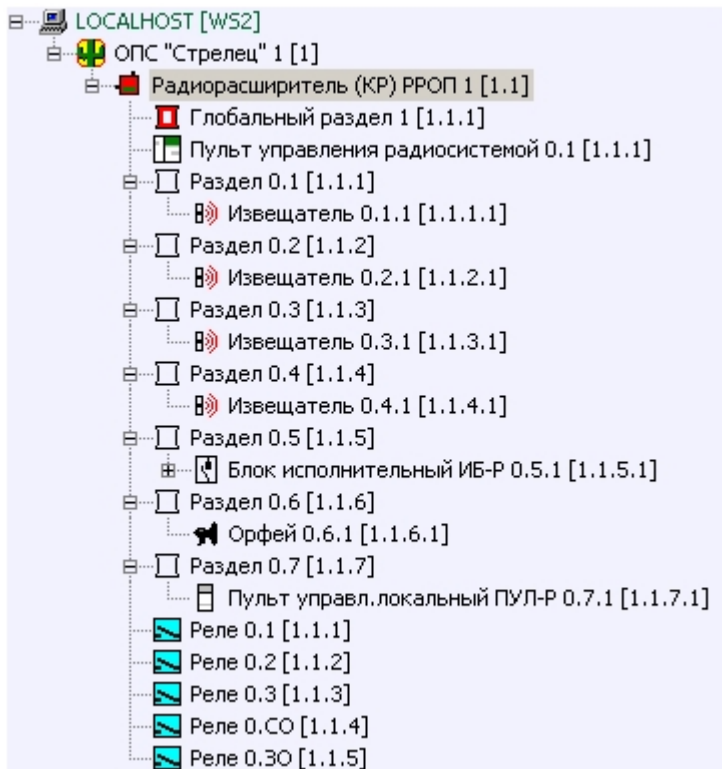 LOCALHOST [WS2]
ОПС "Стрелец" 1 [1]
Радиорасширитель (КР) РРОП 1 [1.1]
Глобальный раздел 1 [1.1.1]
Пульт управления радиосистемой 0.1 [1.1.1]
Раздел 0.1 [1.1.1]
Извещатель 0.1.1 [1.1.1.1]
Раздел 0.2 [1.1.2]
Извещатель 0.2.1 [1.1.2.1]
Раздел 0.3 [1.1.3]
Извещатель 0.3.1 [1.1.3.1]
Раздел 0.4 [1.1.4]
Извещатель 0.4.1 [1.1.4.1]
Раздел 0.5 [1.1.5]
Блок исполнительный ИБ-Р 0.5.1 [1.1.5.1]
Раздел 0.6 [1.1.6]
Орфей 0.6.1 [1.1.6.1]
Раздел 0.7 [1.1.7]
Пульт управл.локальный ПУЛ-Р 0.7.1 [1.1.7.1]
Реле 0.1 [1.1.1]
Реле 0.2 [1.1.2]
Реле 0.3 [1.1.3]
Реле 0.СО [1.1.4]
Реле 0.ЗО [1.1.5]